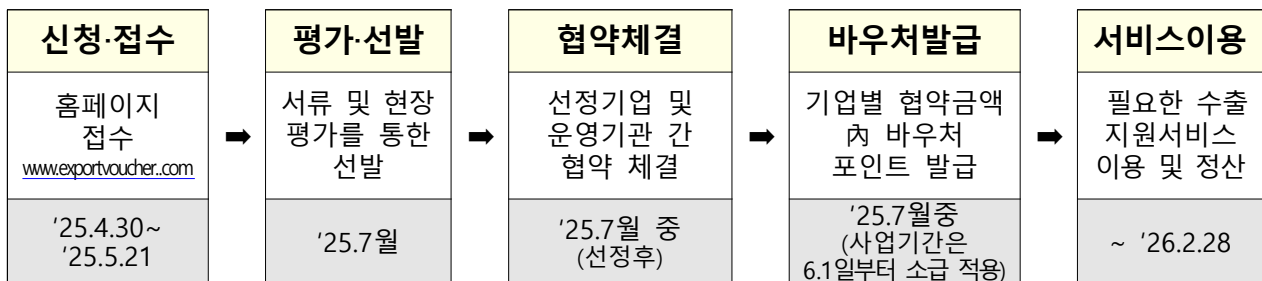 신청·접수
홈페이지
접수
www.exportvoucher..com
'25.4.30~
'25.5.21
➡
평가·선발
서류 및 현장
평가를 통한
선발
'25.7월
➡
협약체결
선정기업 및
운영기관 간
협약 체결
'25.7월 중
(선정후)
➡
바우처발급
기업별 협약금액
內 바우처
포인트 발급
'25.7월중
(사업기간은
6.1일부터 소급 적용)
➡
서비스이용
필요한 수출
지원서비스
이용 및 정산
~ '26.2.28